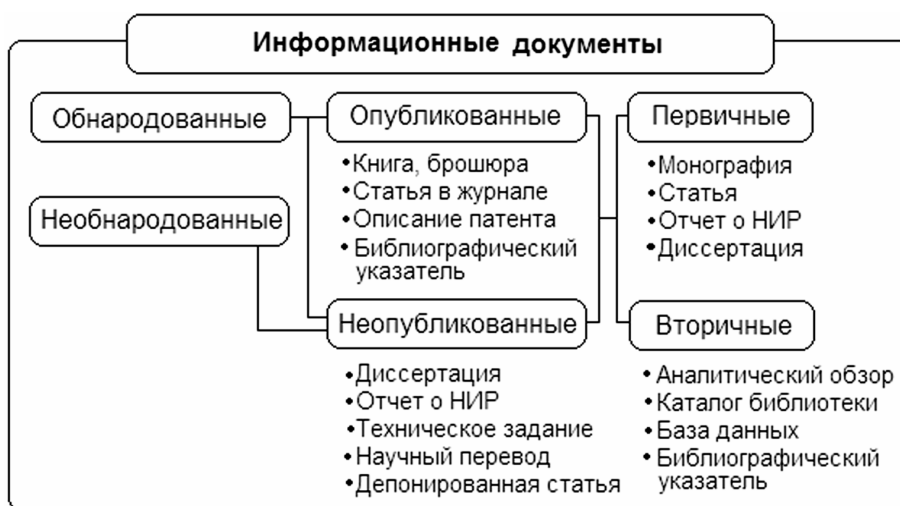 Информационные документы
Обнародованные
Необнародованные
Опубликованные
•Книга, брошюра
•Статья в журнале
•Описание патента
•Библиографический
указатель
Неопубликованные
•Диссертация
•Отчет о НИР
•Техническое задание
•Научный перевод
•Депонированная статья
Первичные
•Монография
•Статья
•Отчет о НИР
•Диссертация
Вторичные
•Аналитический обзор
•Каталог библиотеки
•База данных
•Библиографический
указатель